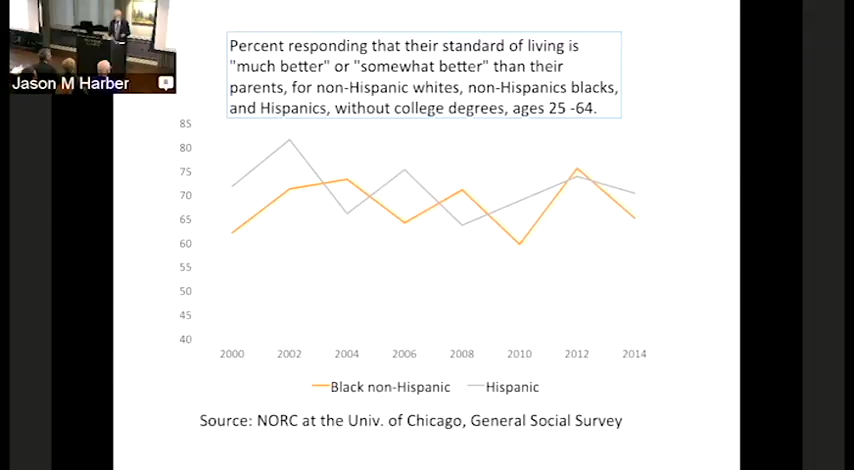 Jason M Harber
Percent responding that their standard of living is
"much better" or "somewhat better" than their
parents, for non-Hispanic whites, non-Hispanics blacks,
and Hispanics, without college degrees, ages 25 -64.
85
80
75
70
65
60
55
50
45
40
2000 2002 2004 2006 2008 2010 2012 2014
Black non-Hispanic Hispanic
Source: NORC at the Univ. of Chicago, General Social Survey